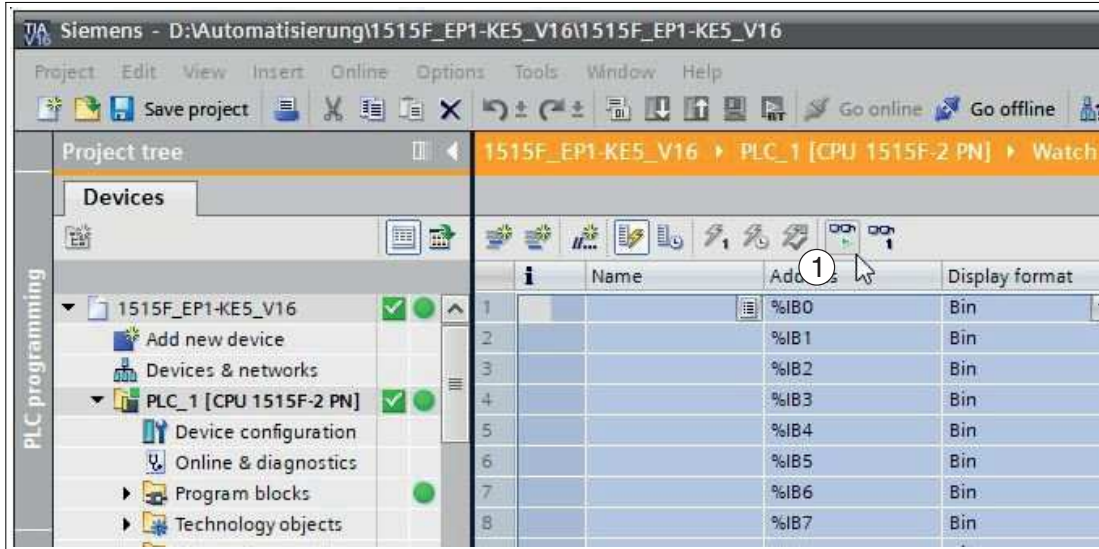 TIA V16 Siemens - D:\Automatisierung\1515F_EP1-KE5_V16\1515F_EP1-KE5_V16
Project Edit View Insert Online Options Tools Window Help
Save project Go online Go offline
Project tree
1515F_EP1-KE5_V16 PLC_1 [CPU 1515F-2 PN] Watch
Devices
PLC programming
1
i Name Add s Display format
1515F_EP1-KE5_V16
Add new device
Devices & networks
PLC_1 [CPU 1515F-2 PN]
Device configuration
Online & diagnostics
Program blocks
Technology objects
1 %IB0 Bin
2 %IB1 Bin
3 %IB2 Bin
4 %IB3 Bin
5 %IB4 Bin
6 %IB5 Bin
7 %IB6 Bin
8 %IB7 Bin